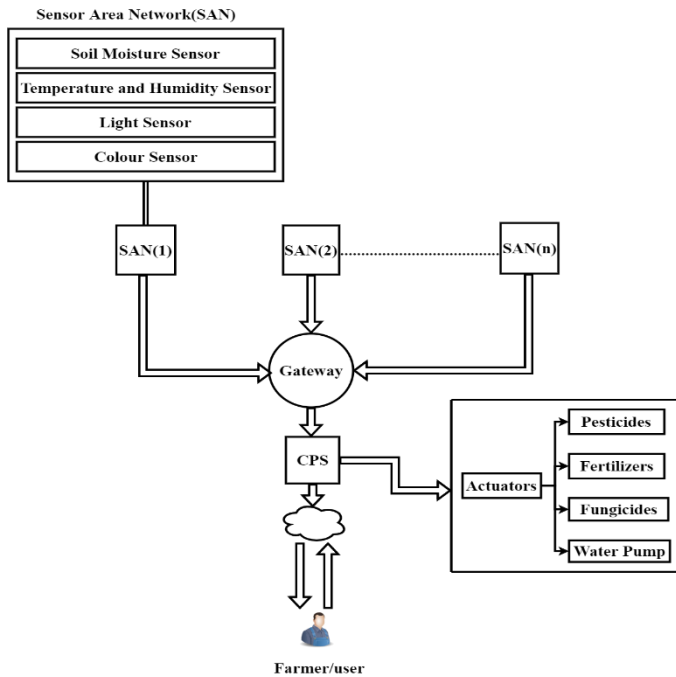 Sensor Area Network(SAN)
Soil Moisture Sensor
Temperature and Humidity Sensor
Light Sensor
Colour Sensor
SAN(1)
SAN(2)
SAN(n)
Gateway
CPS
Actuators
Pesticides
Fertilizers
Fungicides
Water Pump
Farmer/user